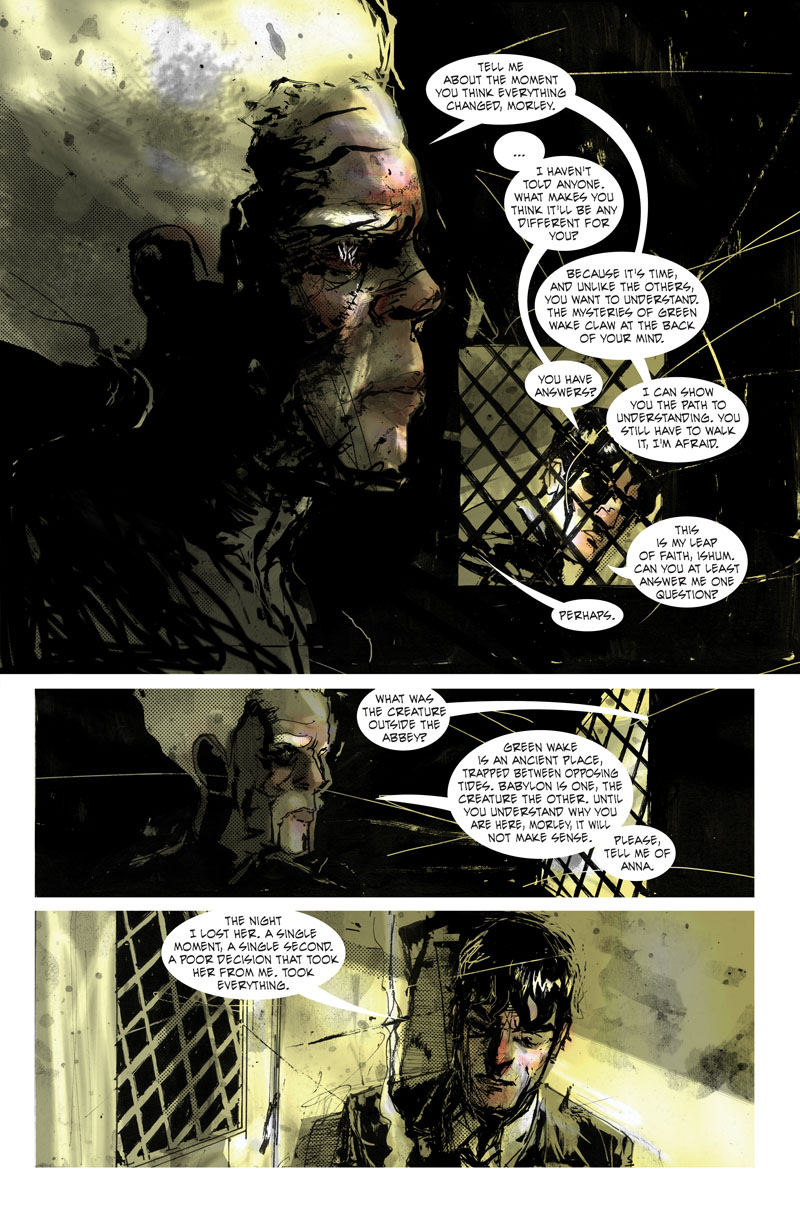 TELL ME
ABOUT THE MOMENT
YOU THINK EVERYTHING
CHANGED, MORLEY.
...
I HAVEN'T
TOLD ANYONE.
WHAT MAKES YOU
THINK IT'LL BE ANY
DIFFERENT FOR
YOU?
BECAUSE IT'S TIME,
AND UNLIKE THE OTHERS,
YOU WANT TO UNDERSTAND.
THE MYSTERIES OF GREEN
WAKE CLAW AT THE BACK
OF YOUR MIND.
YOU HAVE
ANSWERS?
I CAN SHOW
YOU THE PATH TO
UNDERSTANDING. YOU
STILL HAVE TO WALK
IT, I'M AFRAID.
THIS
IS MY LEAP
OF FAITH, ISHUM.
CAN YOU AT LEAST
ANSWER ME ONE
QUESTION?
PERHAPS.
WHAT WAS
THE CREATURE
OUTSIDE THE
ABBEY?
GREEN WAKE
IS AN ANCIENT PLACE,
TRAPPED BETWEEN OPPOSING
TIDES. BABYLON IS ONE, THE
CREATURE THE OTHER. UNTIL
YOU UNDERSTAND WHY YOU
ARE HERE, MORLEY, IT WILL
NOT MAKE SENSE.
PLEASE,
TELL ME OF
ANNA.
THE NIGHT
I LOST HER. A SINGLE
MOMENT, A SINGLE SECOND.
A POOR DECISION THAT TOOK
HER FROM ME. TOOK
EVERYTHING.